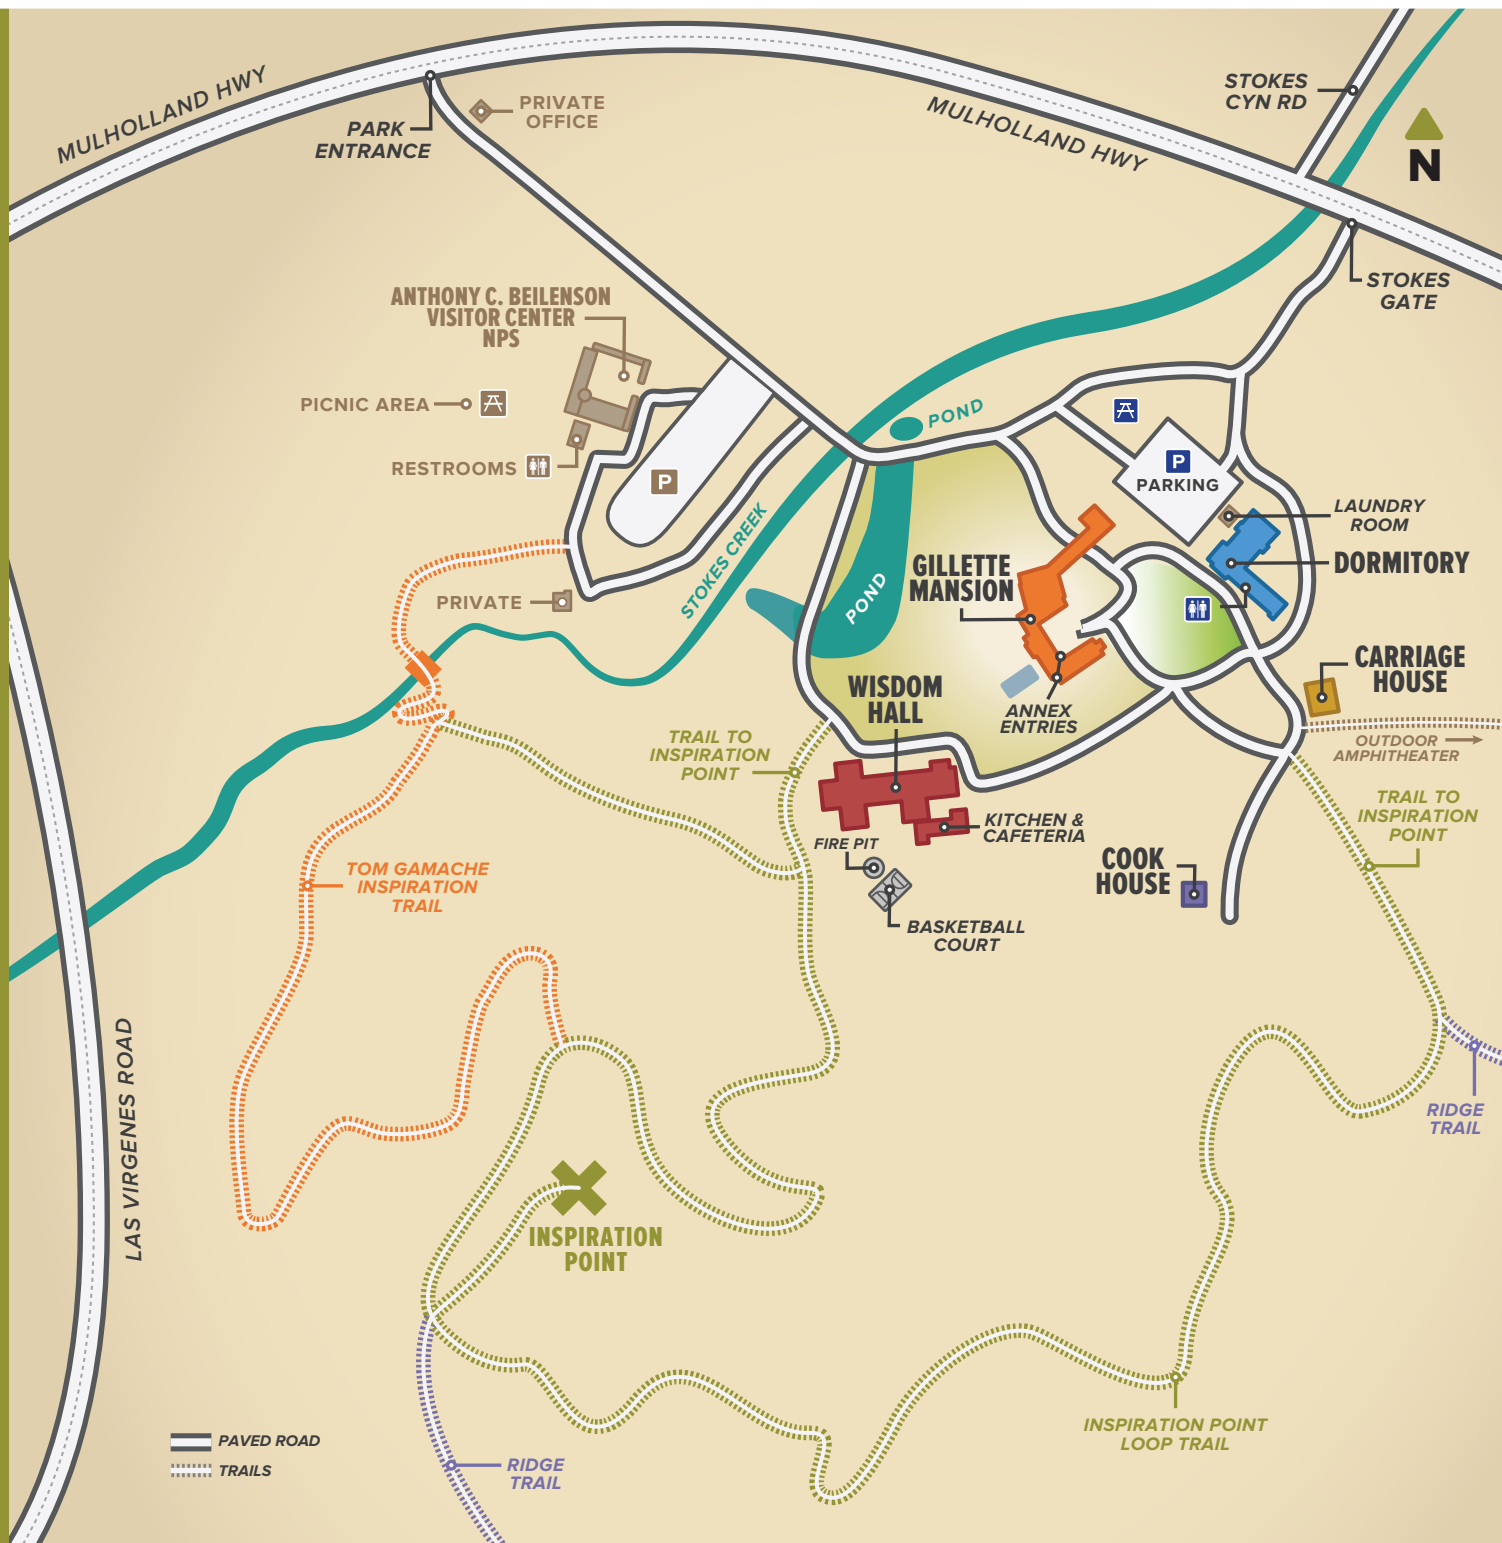 MULHOLLAND HWY
PARK
ENTRANCE
PRIVATE
OFFICE
MULHOLLAND HWY
STOKES
CYN RD
N
STOKES
GATE
ANTHONY C. BEILENSON
VISITOR CENTER
NPS
PICNIC AREA
RESTROOMS
P
POND
P
PARKING
LAUNDRY
ROOM
DORMITORY
STOKES CREEK
POND
GILLETTE
MANSION
PRIVATE
CARRIAGE
HOUSE
WISDOM
HALL
ANNEX
ENTRIES
OUTDOOR
AMPHITHEATER
TRAIL TO
INSPIRATION
POINT
TRAIL TO
INSPIRATION
POINT
KITCHEN &
CAFETERIA
FIRE PIT
COOK
HOUSE
TOM GAMACHE
INSPIRATION
TRAIL
BASKETBALL
COURT
LAS VIRGENES ROAD
RIDGE
TRAIL
INSPIRATION
POINT
INSPIRATION POINT
LOOP TRAIL
PAVED ROAD
TRAILS
RIDGE
TRAIL